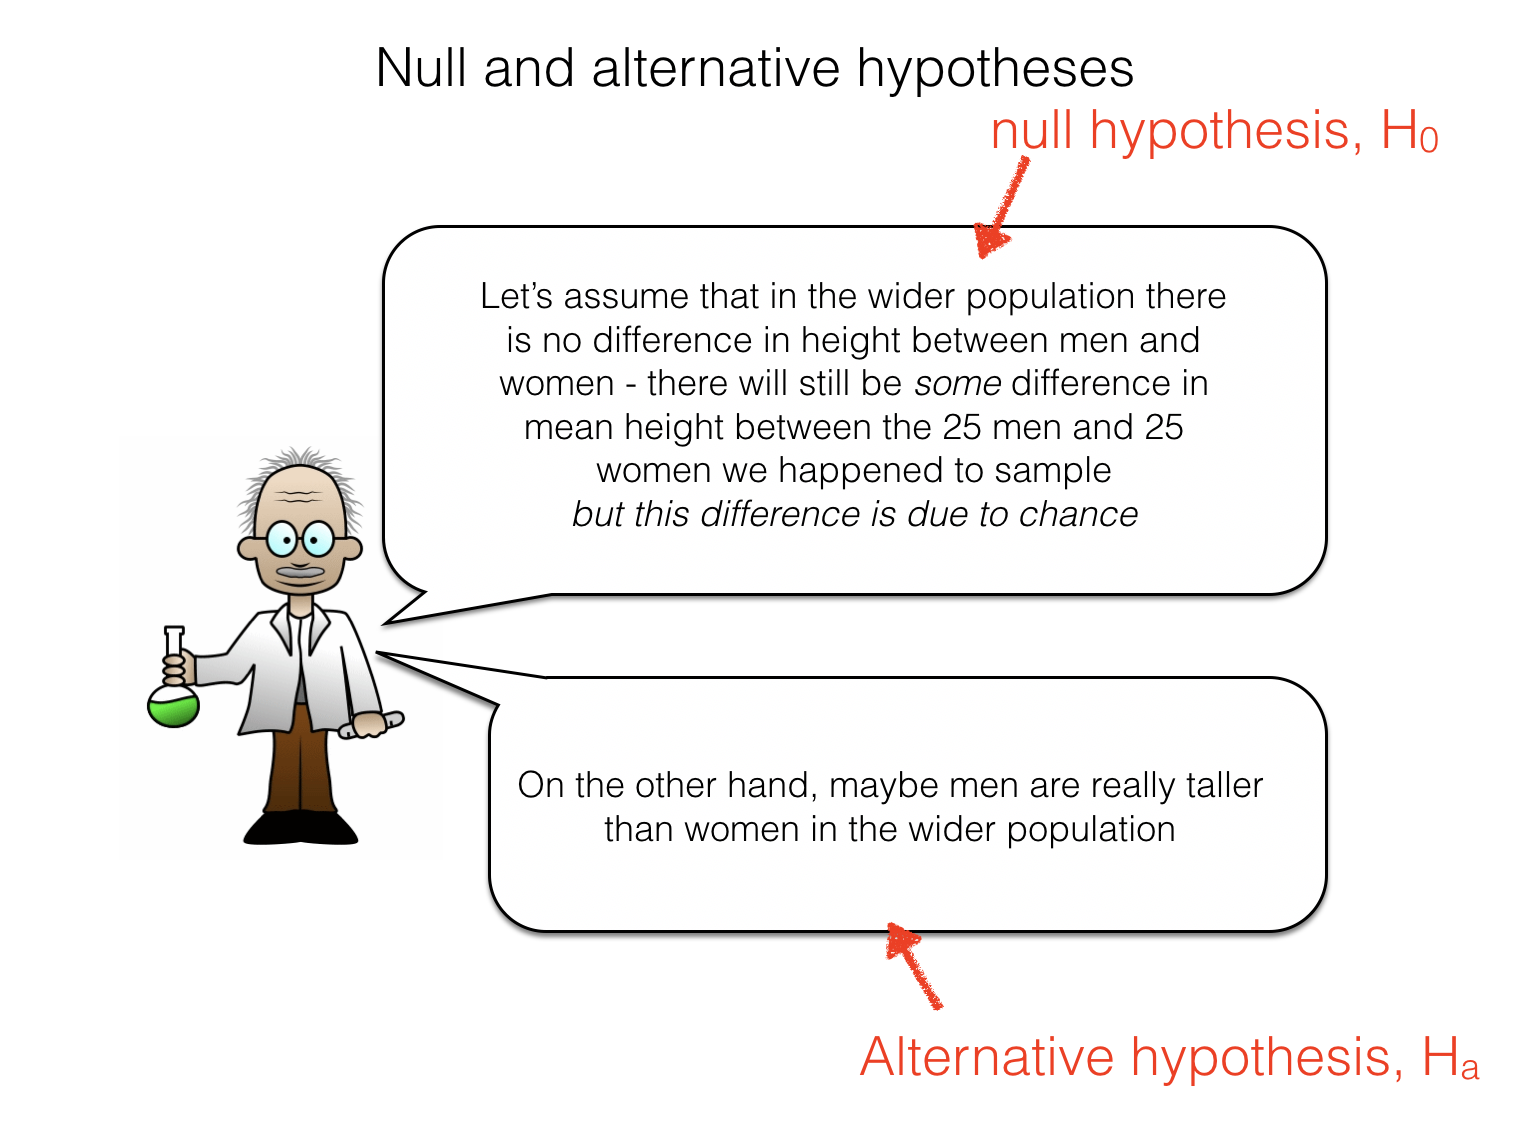 Null and alternative hypotheses
null hypothesis, H₀
Let’s assume that in the wider population there
is no difference in height between men and
women - there will still be some difference in
mean height between the 25 men and 25
women we happened to sample
but this difference is due to chance
On the other hand, maybe men are really taller
than women in the wider population
Alternative hypothesis, Hₐ